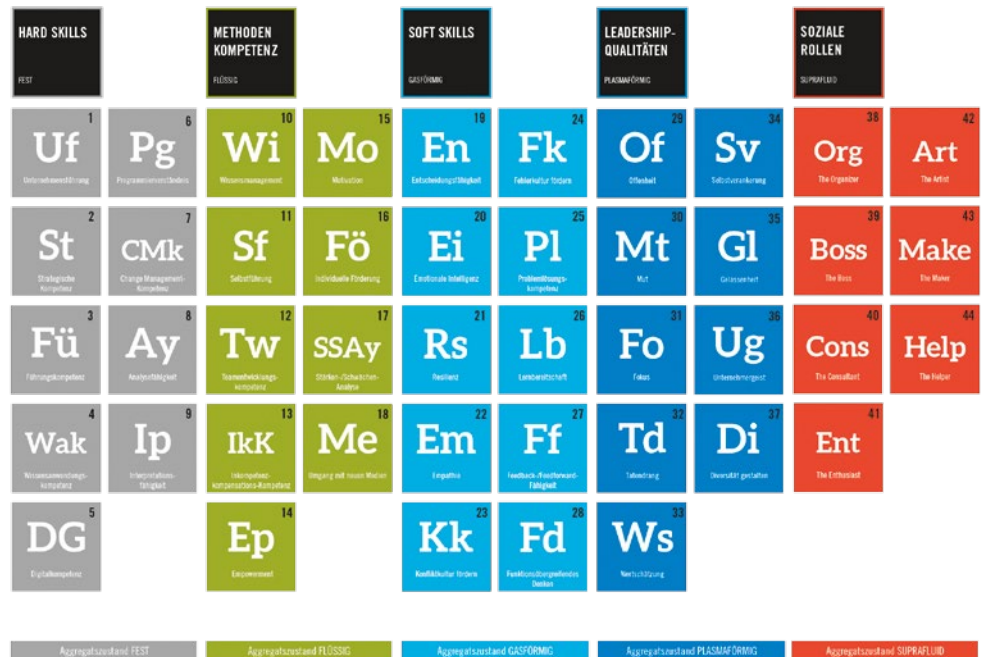 HARD SKILLS
FEST
METHODEN
KOMPETENZ
FLÜSSIG
SOFT SKILLS
GASFÖRMIG
LEADERSHIP-
QUALITÄTEN
PLASMAFÖRMIG
SOZIALE
ROLLEN
SUPRAFLUID
1
Uf
Unternehmensführung
6
Pg
Programmierverständnis
10
Wi
Wissensmanagement
15
Mo
Motivation
19
En
Entscheidungsfähigkeit
24
Fk
Fehlerkultur fördern
29
Of
Offenheit
34
Sv
Selbstverankerung
38
Org
The Organizer
42
Art
The Artist
2
St
Strategische
Kompetenz
7
CMk
Change Management-
Kompetenz
11
Sf
Selbstführung
16
Fö
Individuelle Förderung
20
Ei
Emotionale Intelligenz
25
Pl
Problemlösungs-
kompetenz
30
Mt
Mut
35
Gl
Gelassenheit
39
Boss
The Boss
43
Make
The Maker
3
Fü
Führungskompetenz
8
Ay
Analysefähigkeit
12
Tw
Teamentwicklungs-
kompetenz
17
SSAy
Stärken-/Schwächen-
Analyse
21
Rs
Resilienz
26
Lb
Lernbereitschaft
31
Fo
Fokus
36
Ug
Unternehmergeist
40
Cons
The Consultant
44
Help
The Helper
4
Wak
Wissensanwendungs-
kompetenz
9
Ip
Interpretations-
fähigkeit
13
IkK
Inkompetenz-
kompensations-Kompetenz
18
Me
Umgang mit neuen Medien
22
Em
Empathie
27
Ff
Feedback-/Feedforward-
Fähigkeit
32
Td
Tatendrang
37
Di
Diversität gestalten
41
Ent
The Enthusiast
5
DG
Digitalkompetenz
14
Ep
Empowerment
23
Kk
Konfliktkultur fördern
28
Fd
Funktionsübergreifendes
Denken
33
Ws
Wertschätzung
Aggregatszustand FEST
Aggregatszustand FLÜSSIG
Aggregatszustand GASFÖRMIG
Aggregatszustand PLASMAFÖRMIG
Aggregatszustand SUPRAFLUID